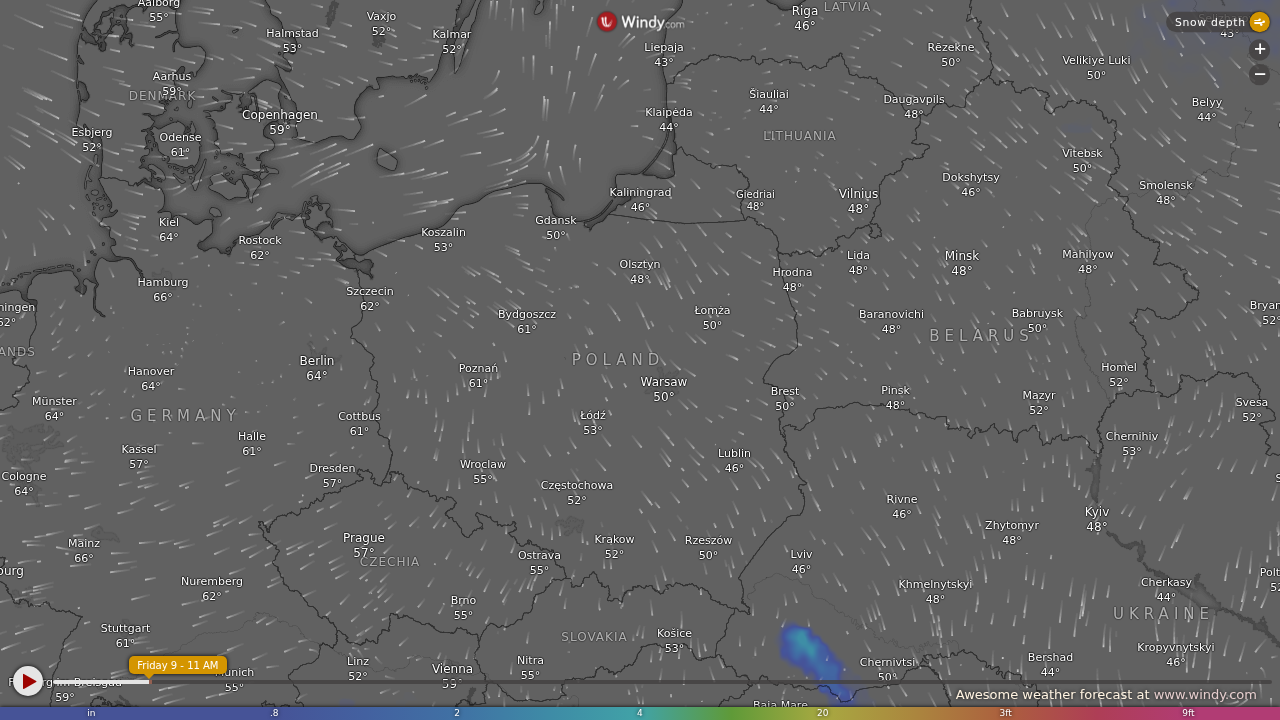 Aalborg
55°
Vaxjo
52°
Halmstad
53°
Kalmar
52°
Windy.com
Liepaja
43°
Riga
46°
LATVIA
Rēzekne
50°
Velikiye Luki
50°
Snow depth
43°
+
−
Aarhus
59°
DENMARK
Copenhagen
59°
Esbjerg
52°
Odense
61°
Klaipėda
44°
Šiauliai
44°
LITHUANIA
Daugavpils
48°
Belyy
44°
Vitebsk
50°
Dokshytsy
46°
Smolensk
48°
Kaliningrad
46°
Giedriai
48°
Vilnius
48°
Kiel
64°
Rostock
62°
Koszalin
53°
Gdansk
50°
Olsztyn
48°
Hrodna
48°
Lida
48°
Minsk
48°
Mahilyow
48°
Hamburg
66°
Szczecin
62°
Bydgoszcz
61°
Łomża
50°
Baranovichi
48°
Babruysk
50°
BELARUS
52°
52°
Hanover
64°
Berlin
64°
Poznań
61°
POLAND
Warsaw
50°
Brest
50°
Pinsk
48°
Mazyr
52°
Homel
52°
Münster
64°
GERMANY
Cottbus
61°
Łódź
53°
Svesa
52°
Kassel
57°
Halle
61°
Chernihiv
53°
Cologne
64°
Dresden
57°
Wroclaw
55°
Częstochowa
52°
Lublin
46°
Rivne
46°
Zhytomyr
48°
Kyiv
48°
Mainz
66°
Prague
57°
CZECHIA
Ostrava
55°
Krakow
52°
Rzeszów
50°
Lviv
46°
Nuremberg
62°
Brno
55°
Khmelnytskyi
48°
Cherkasy
44°
UKRAINE
Stuttgart
61°
SLOVAKIA
Košice
53°
Kropyvnytskyi
46°
Friday 9 - 11 AM
59°
55°
Linz
52°
Vienna
59°
Nitra
55°
Chernivtsi
50°
Bershad
44°
Baia Mare
Awesome weather forecast at www.windy.com
in .8 2 4 20 3ft 9ft